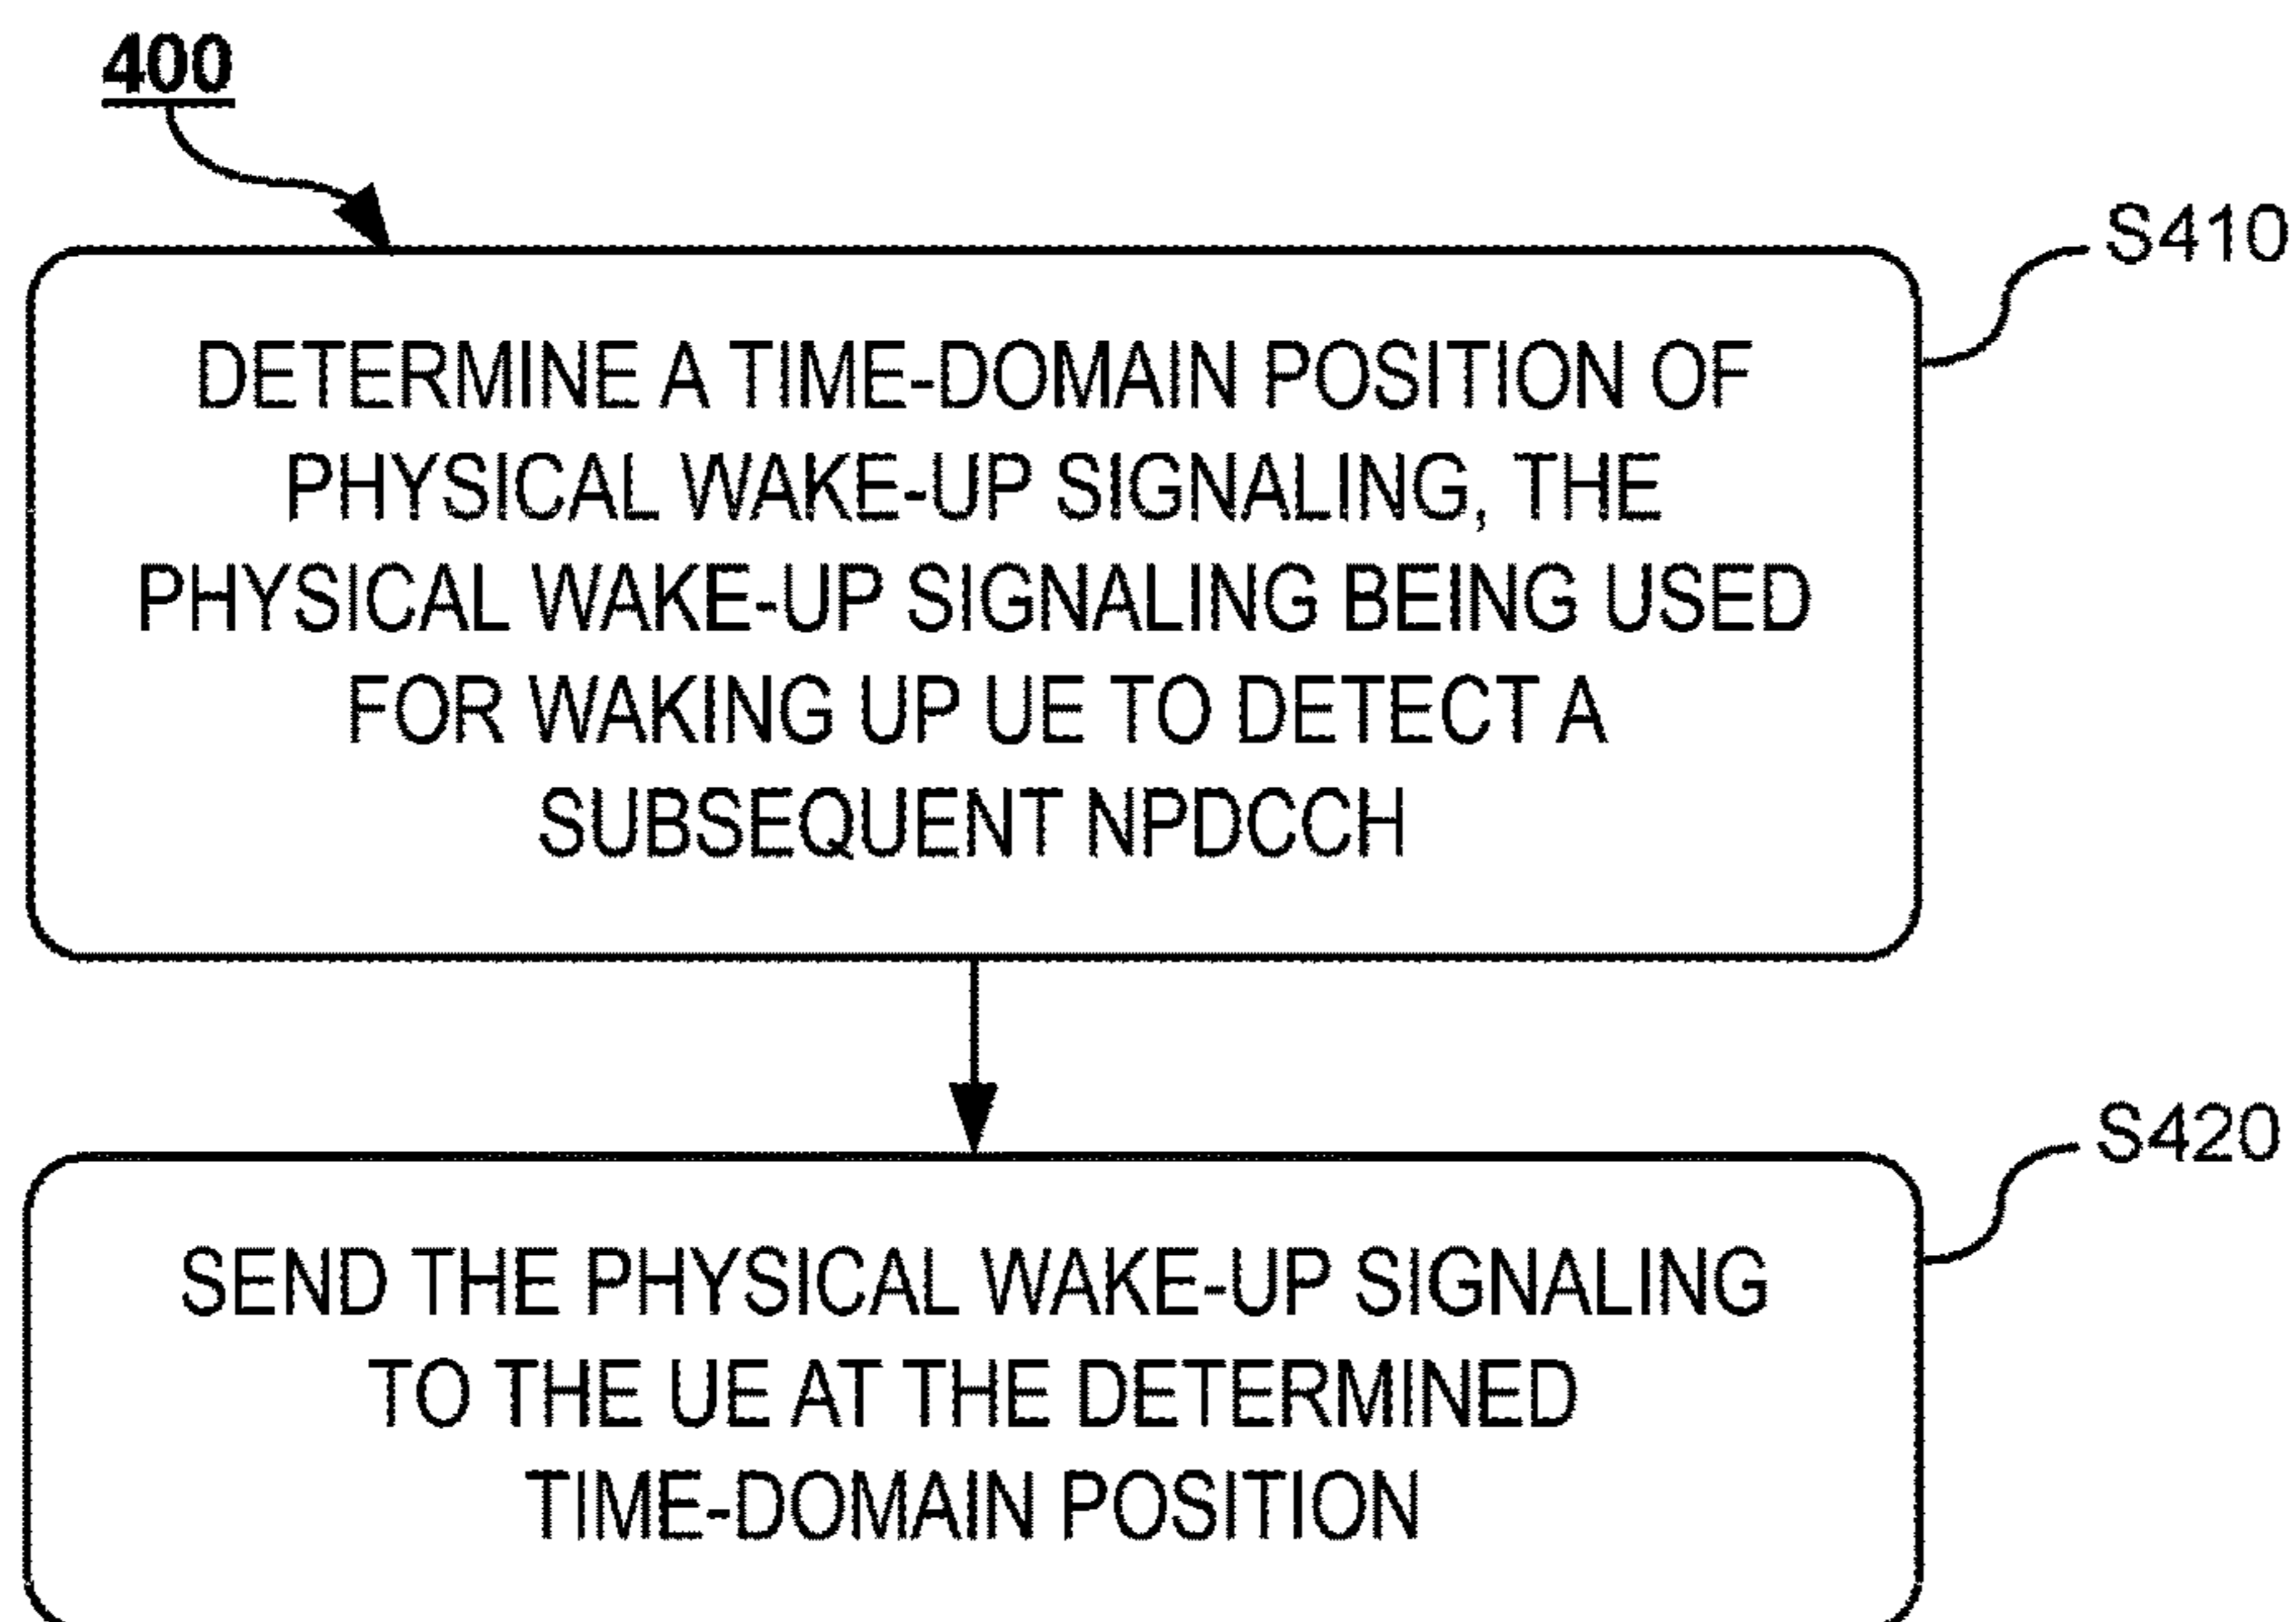 400
S410
DETERMINE A TIME-DOMAIN POSITION OF
PHYSICAL WAKE-UP SIGNALING, THE
PHYSICAL WAKE-UP SIGNALING BEING USED
FOR WAKING UP UE TO DETECT A
SUBSEQUENT NPDCCH
S420
SEND THE PHYSICAL WAKE-UP SIGNALING
TO THE UE AT THE DETERMINED
TIME-DOMAIN POSITION